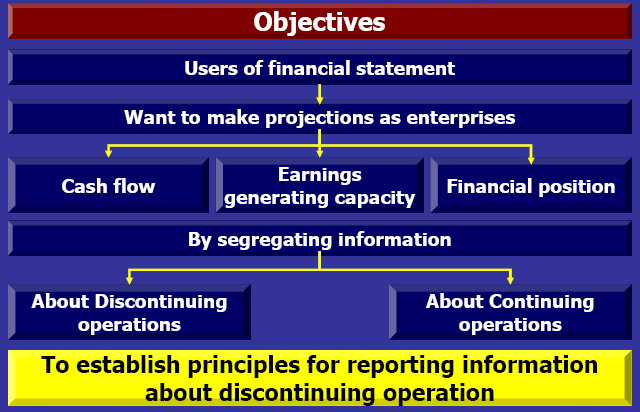 Objectives
Users of financial statement
Want to make projections as enterprises
Cash flow
Earnings
generating capacity
Financial position
By segregating information
About Discontinuing
operations
About Continuing
operations
To establish principles for reporting information
about discontinuing operation